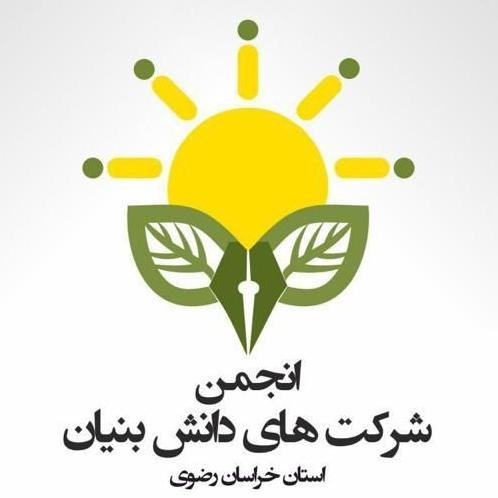 انجمن
شرکت های دانش بنیان
استان خراسان رضوی